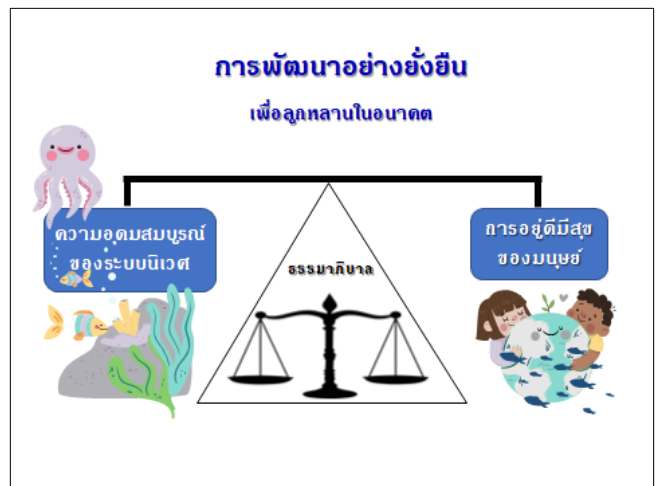 การพัฒนาอย่างยั่งยืน
เพื่อลูกหลานในอนาคต
ความอุดมสมบูรณ์
ของระบบนิเวศ
การอยู่ดีมีสุข
ของมนุษย์
ธรรมาภิบาล